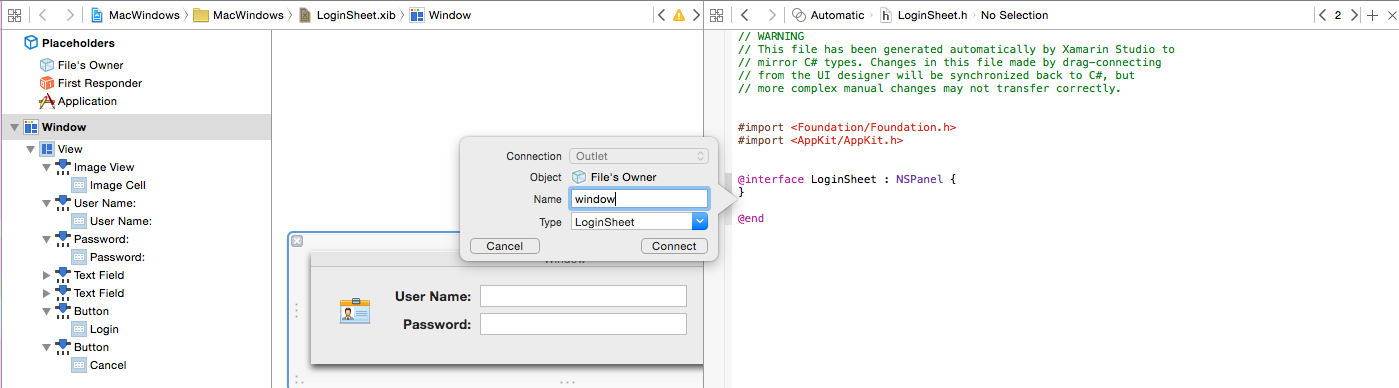 MacWindows MacWindows LoginSheet.xib Window
Placeholders
File's Owner
First Responder
Application
Window
View
Image View
Image Cell
User Name:
User Name:
Password:
Password:
Text Field
Text Field
Button
Login
Button
Cancel
Connection Outlet
Object File's Owner
Name window
Type LoginSheet
Cancel Connect
User Name:
Password:
Automatic LoginSheet.h No Selection 2
// WARNING
// This file has been generated automatically by Xamarin Studio to
// mirror C# types. Changes in this file made by drag-connecting
// from the UI designer will be synchronized back to C#, but
// more complex manual changes may not transfer correctly.
#import <Foundation/Foundation.h>
#import <AppKit/AppKit.h>
@interface LoginSheet : NSPanel {
}
@end